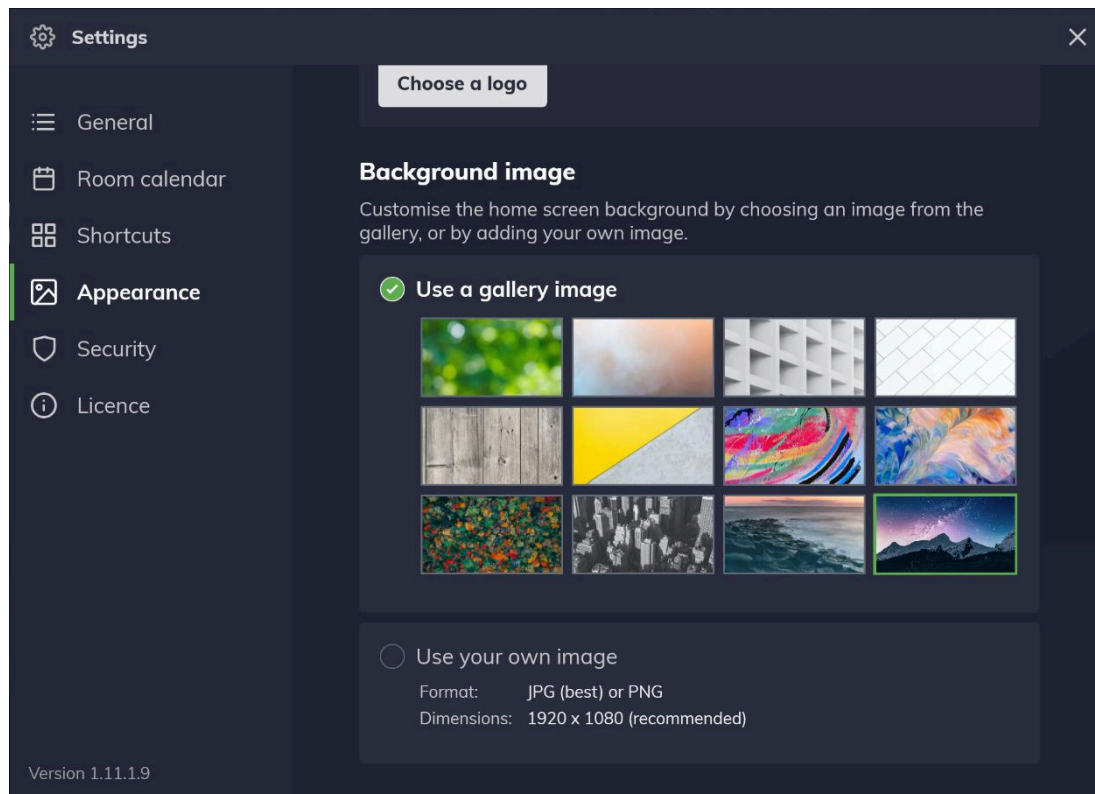 Settings
General
Room calendar
Shortcuts
Appearance
Security
Licence
Version 1.11.1.9
Choose a logo
Background image
Customise the home screen background by choosing an image from the
gallery, or by adding your own image.
Use a gallery image
Use your own image
Format: JPG (best) or PNG
Dimensions: 1920 x 1080 (recommended)